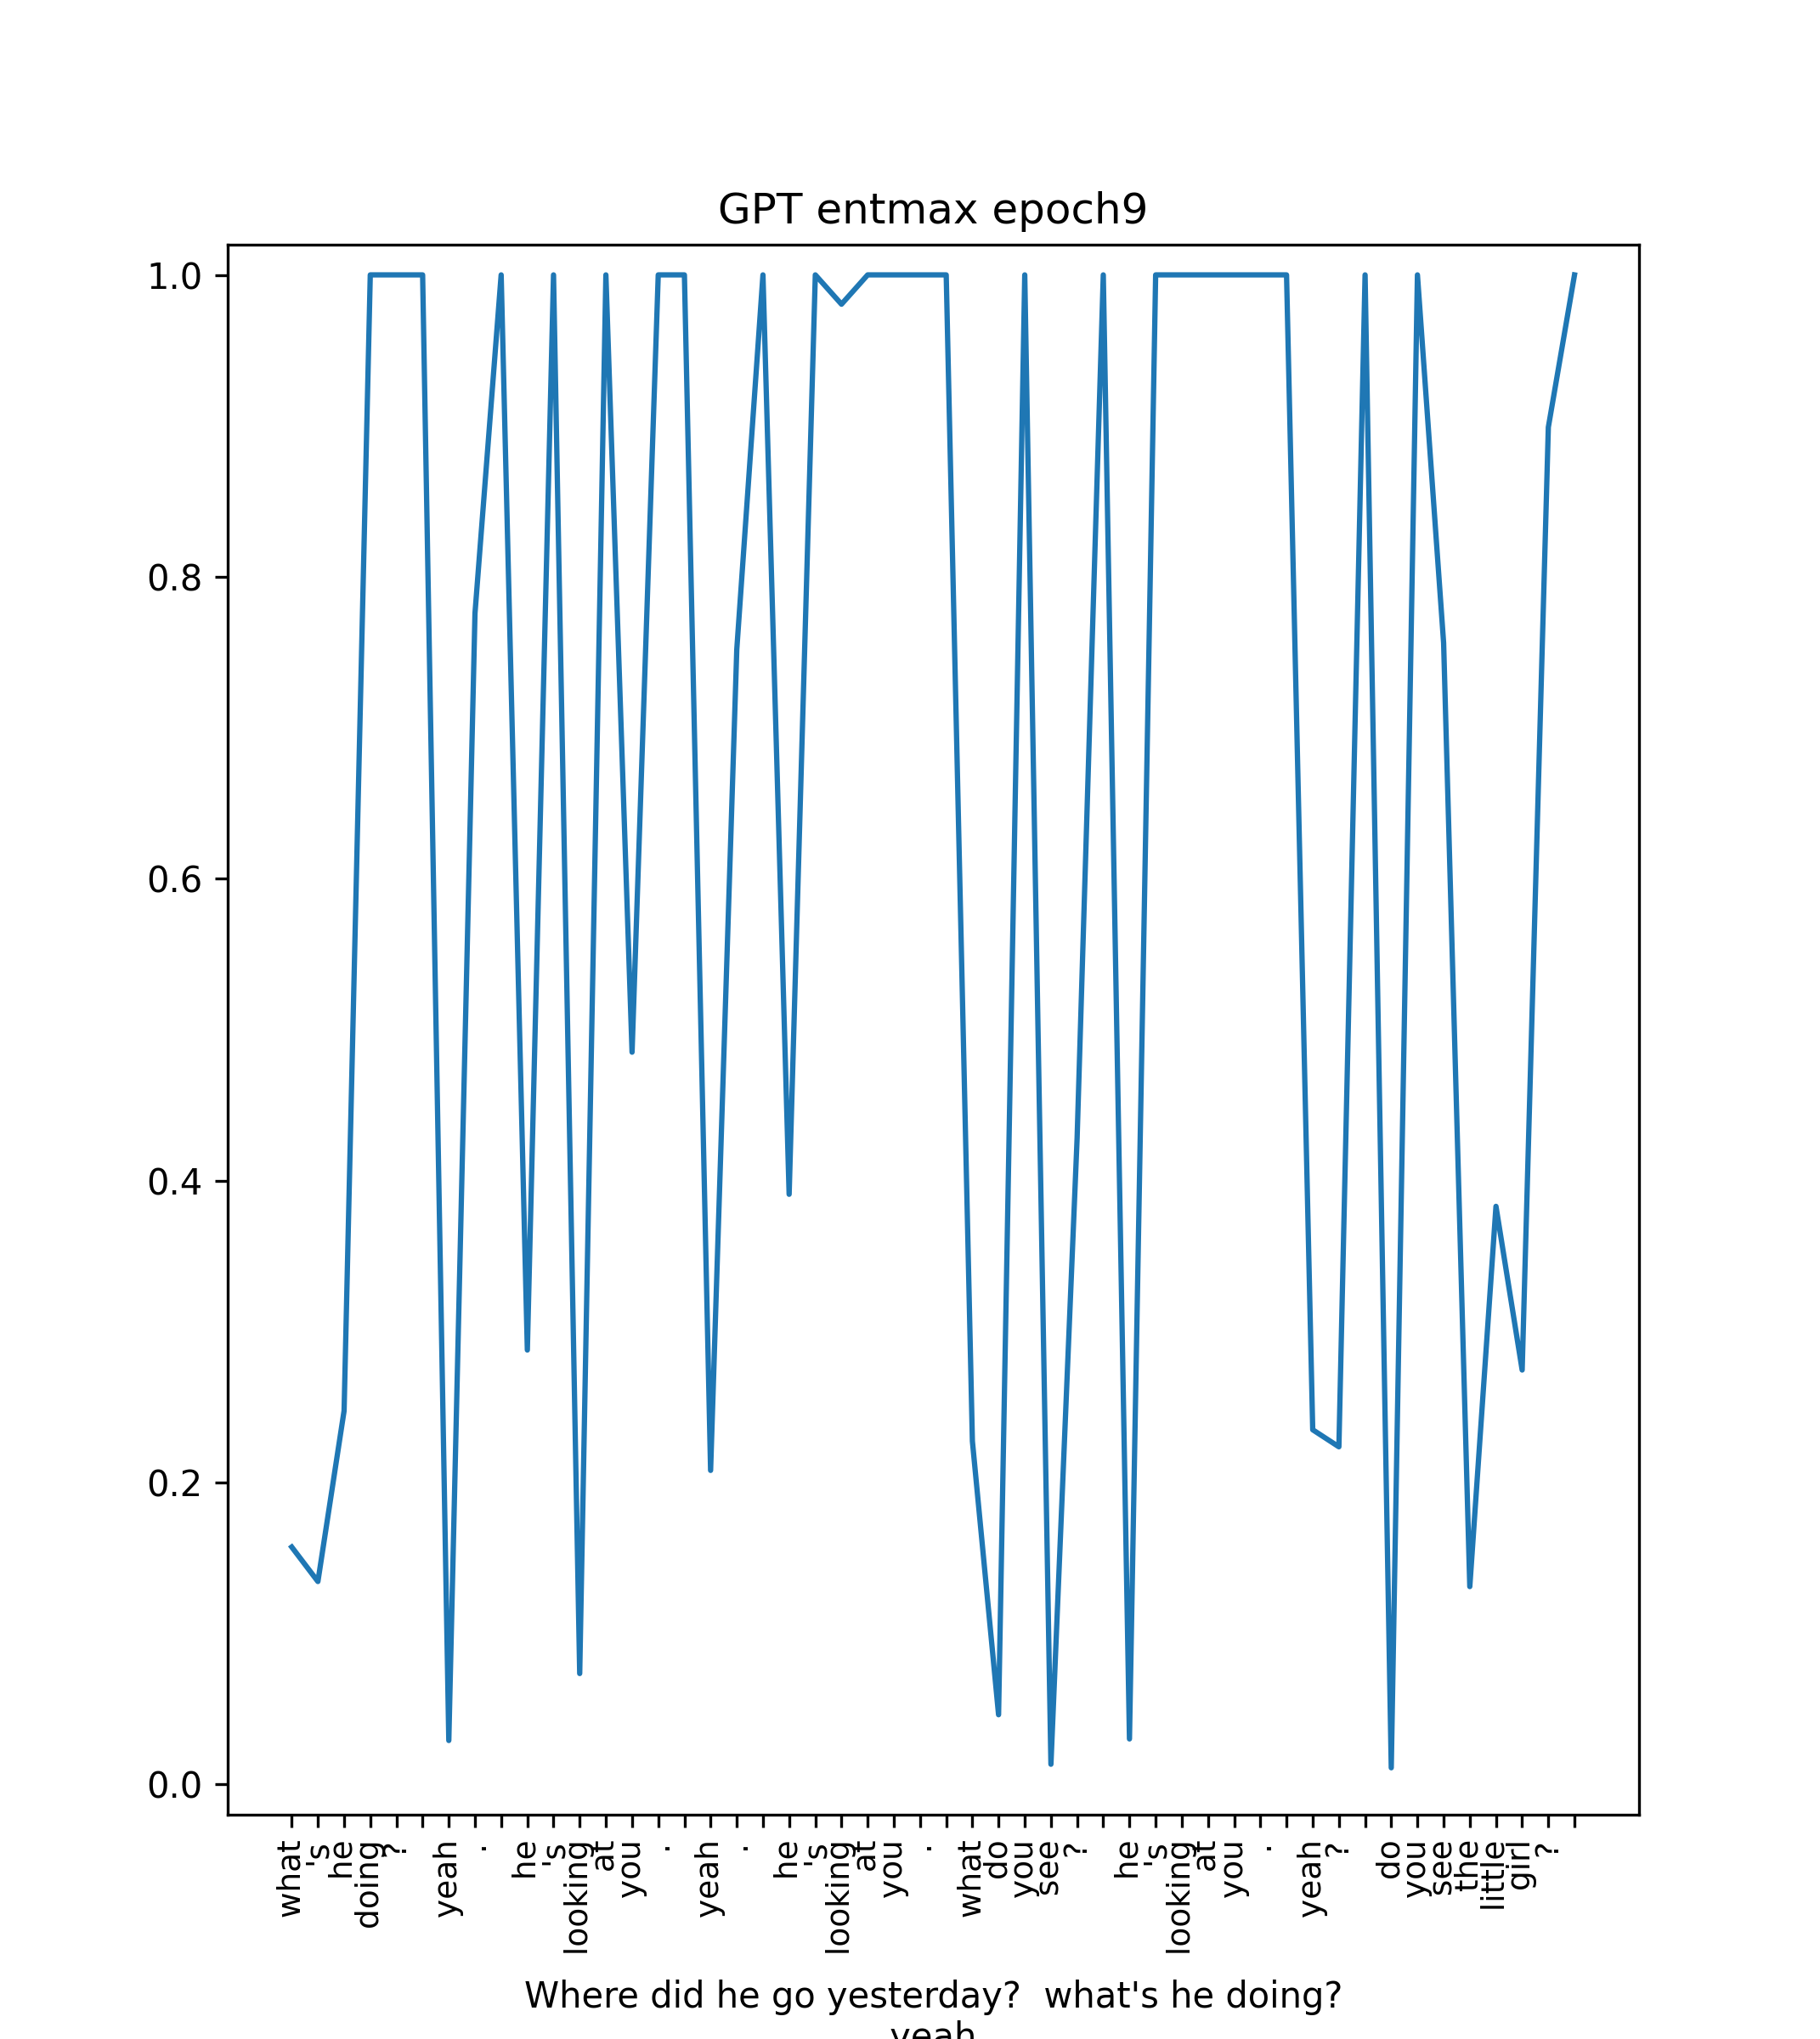 GPT entmax epoch9
1.0
0.8
0.6
0.4
0.2
0.0
what 's he doing ? yeah . he 's looking at you . yeah . he 's looking at you . what do you see ? he 's looking at you . yeah ? do you see the little girl ?
Where did he go yesterday?  what's he doing?
yeah